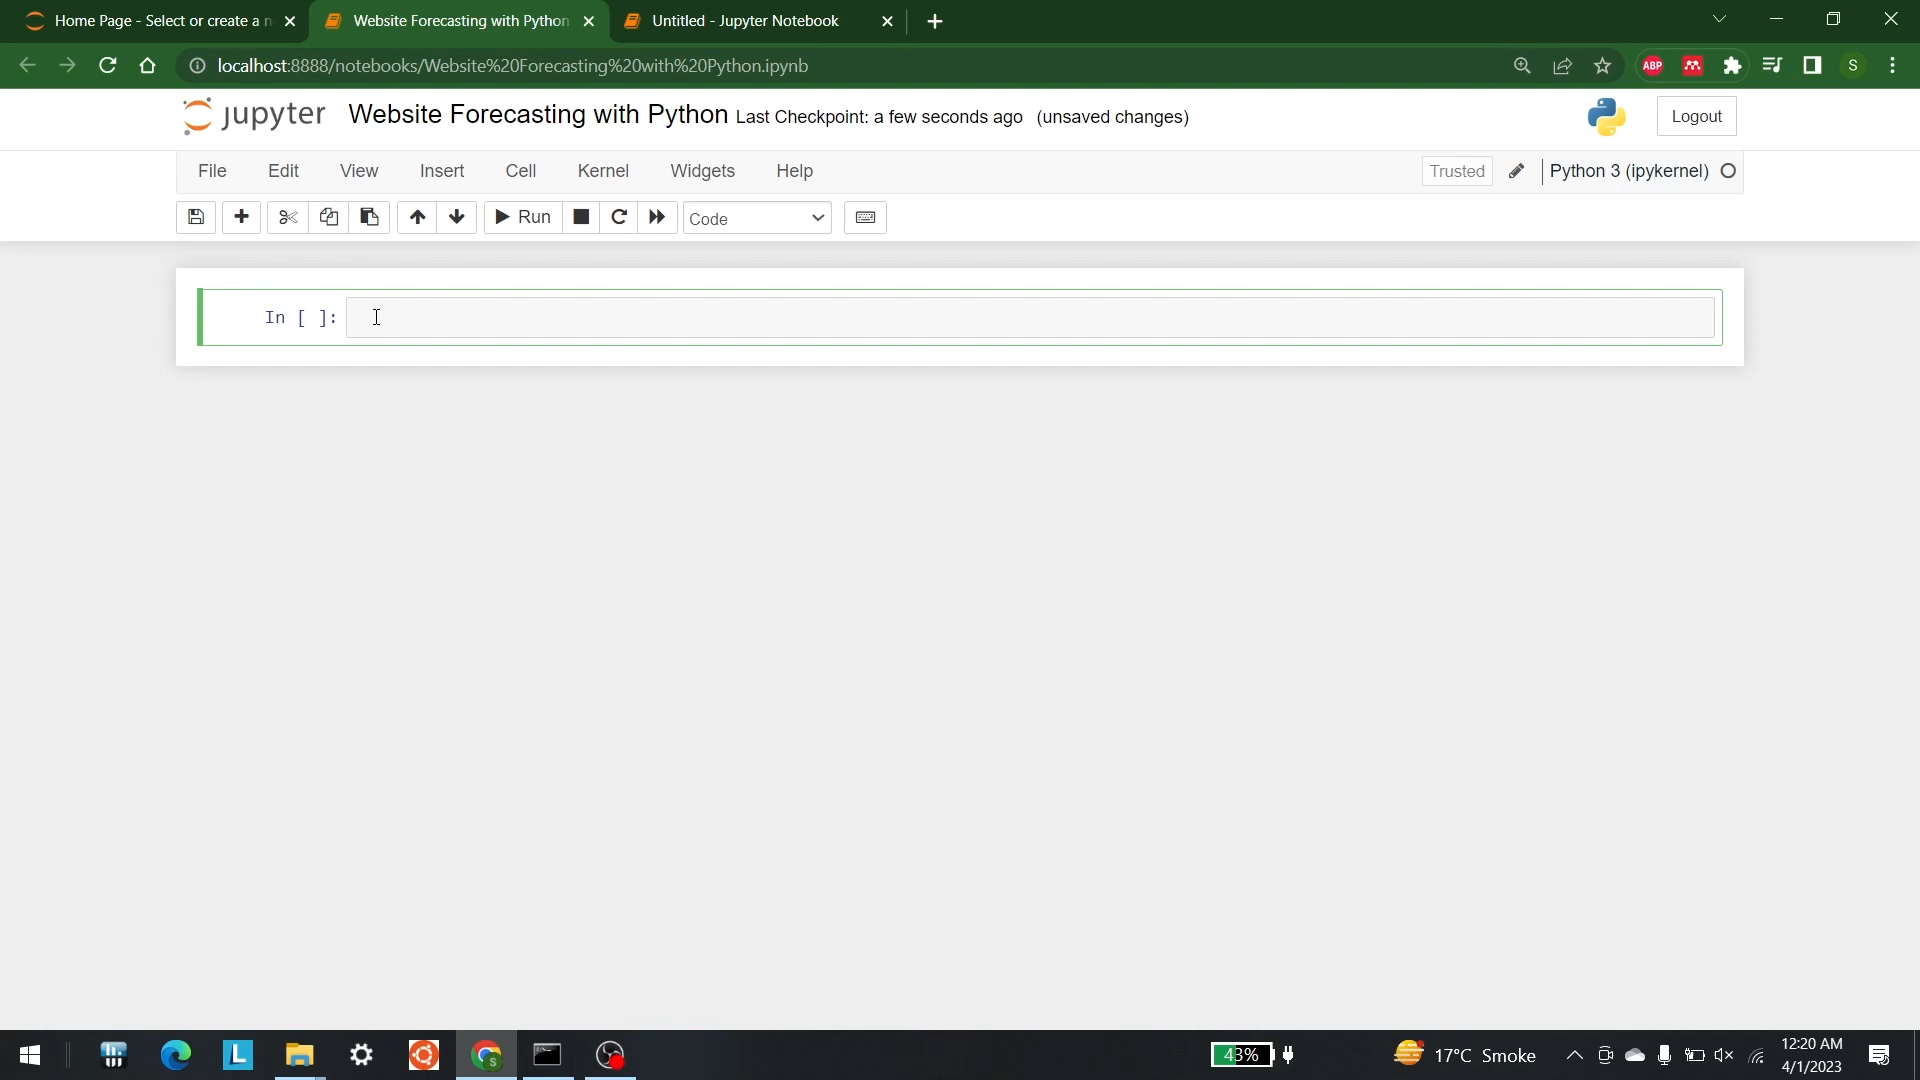 Home Page - Select or create a n
Website Forecasting with Python
Untitled - Jupyter Notebook
localhost:8888/notebooks/Website%20Forecasting%20with%20Python.ipynb
ABP
S
jupyter
Website Forecasting with Python Last Checkpoint: a few seconds ago (unsaved changes)
Logout
File Edit View Insert Cell Kernel Widgets Help
Trusted
Python 3 (ipykernel)
Run
Code
In [ ]:
L
S
43%
17°C Smoke
12:20 AM
4/1/2023